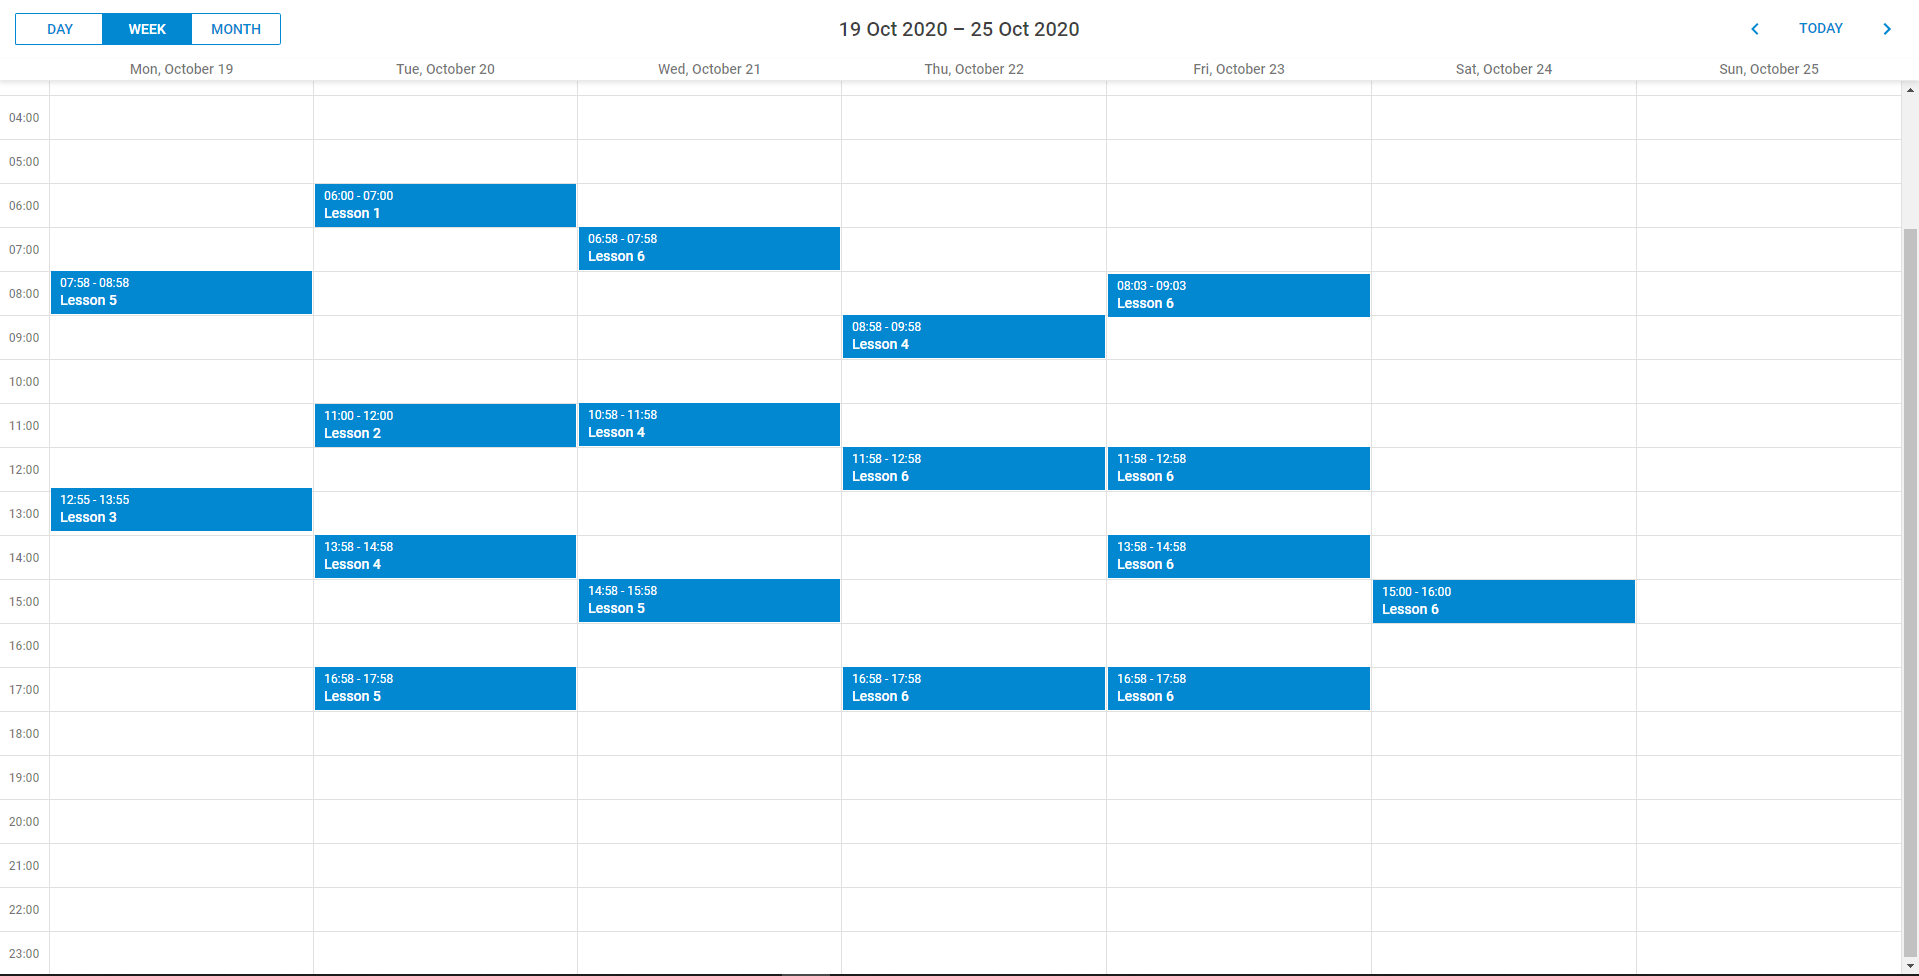 DAY WEEK MONTH
19 Oct 2020 – 25 Oct 2020
TODAY
Mon, October 19
Tue, October 20
Wed, October 21
Thu, October 22
Fri, October 23
Sat, October 24
Sun, October 25
04:00
05:00
06:00
07:00
08:00
09:00
10:00
11:00
12:00
13:00
14:00
15:00
16:00
17:00
18:00
19:00
20:00
21:00
22:00
23:00
07:58 - 08:58
Lesson 5
12:55 - 13:55
Lesson 3
06:00 - 07:00
Lesson 1
11:00 - 12:00
Lesson 2
13:58 - 14:58
Lesson 4
16:58 - 17:58
Lesson 5
06:58 - 07:58
Lesson 6
10:58 - 11:58
Lesson 4
14:58 - 15:58
Lesson 5
08:58 - 09:58
Lesson 4
11:58 - 12:58
Lesson 6
16:58 - 17:58
Lesson 6
08:03 - 09:03
Lesson 6
11:58 - 12:58
Lesson 6
13:58 - 14:58
Lesson 6
16:58 - 17:58
Lesson 6
15:00 - 16:00
Lesson 6